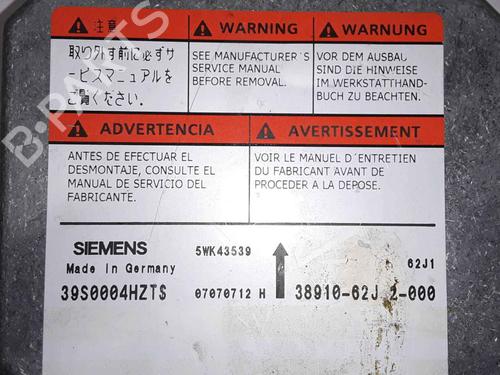 注意
取り外す前に必ずサ
ービスマニュアルを
ご覧ください。
WARNING
SEE MANUFACTURER'S
SERVICE MANUAL
BEFORE REMOVAL.
WARNUNG
VOR DEM AUSBAU
SIND DIE HINWEISE
IM WERKSTATTHAND-
BUCH ZU BEACHTEN.
ADVERTENCIA
ANTES DE EFECTUAR EL
DESMONTAJE, CONSULTE EL
MANUAL DE SERVICIO DEL
FABRICANTE.
AVERTISSEMENT
VOIR LE MANUEL D´ENTRETIEN
DU FABRICANT AVANT DE
PROCEDER A LA DEPOSE.
SIEMENS 5WK43539 62J1
Made in Germany
39S0004HZT$ 07070712 H 38910-62J 2-000
B-PARTS